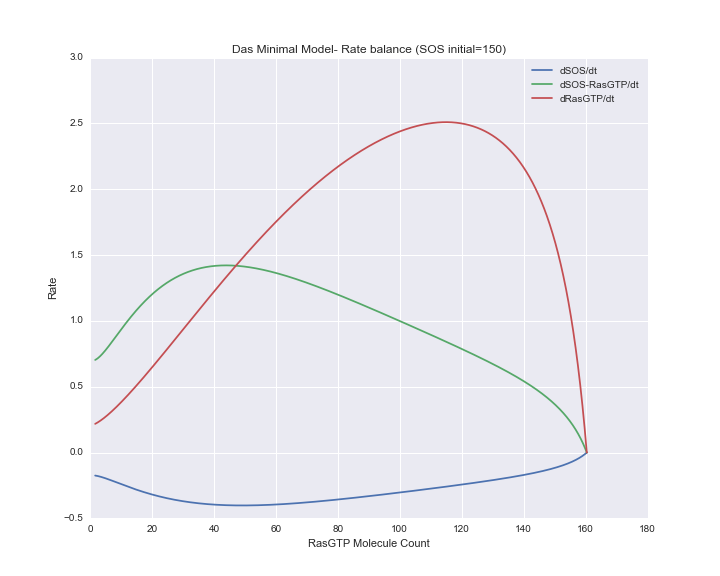 Das Minimal Model- Rate balance (SOS initial=150)
3.0
2.5
2.0
1.5
1.0
0.5
0.0
−0.5
Rate
dSOS/dt
dSOS-RasGTP/dt
dRasGTP/dt
0 20 40 60 80 100 120 140 160 180
RasGTP Molecule Count